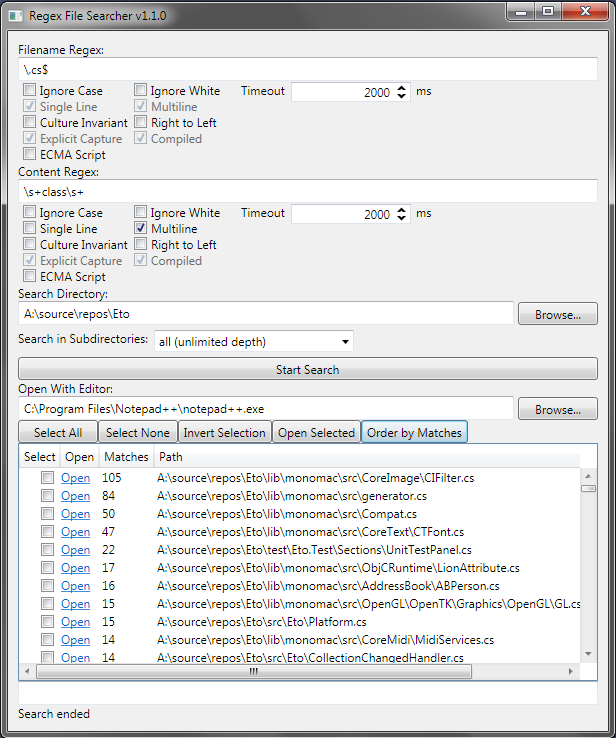 Regex File Searcher v1.1.0
Filename Regex:
\.cs$
Ignore Case Ignore White Timeout 2000 ms
Single Line Multiline
Culture Invariant Right to Left
Explicit Capture Compiled
ECMA Script
Content Regex:
\s+class\s+
Ignore Case Ignore White Timeout 2000 ms
Single Line Multiline
Culture Invariant Right to Left
Explicit Capture Compiled
ECMA Script
Search Directory:
A:\source\repos\Eto Browse...
Search in Subdirectories: all (unlimited depth)
Start Search
Open With Editor:
C:\Program Files\Notepad++\notepad++.exe Browse...
Select All Select None Invert Selection Open Selected Order by Matches
Select Open Matches Path
Open 105 A:\source\repos\Eto\lib\monomac\src\CoreImage\CIFilter.cs
Open 84 A:\source\repos\Eto\lib\monomac\src\generator.cs
Open 50 A:\source\repos\Eto\lib\monomac\src\Compat.cs
Open 47 A:\source\repos\Eto\lib\monomac\src\CoreText\CTFont.cs
Open 22 A:\source\repos\Eto\test\Eto.Test\Sections\UnitTestPanel.cs
Open 17 A:\source\repos\Eto\lib\monomac\src\ObjCRuntime\LionAttribute.cs
Open 16 A:\source\repos\Eto\lib\monomac\src\AddressBook\ABPerson.cs
Open 15 A:\source\repos\Eto\lib\monomac\src\OpenGL\OpenTK\Graphics\OpenGL\GL.cs
Open 15 A:\source\repos\Eto\src\Eto\Platform.cs
Open 14 A:\source\repos\Eto\lib\monomac\src\CoreMidi\MidiServices.cs
Open 14 A:\source\repos\Eto\src\Eto\CollectionChangedHandler.cs
Search ended